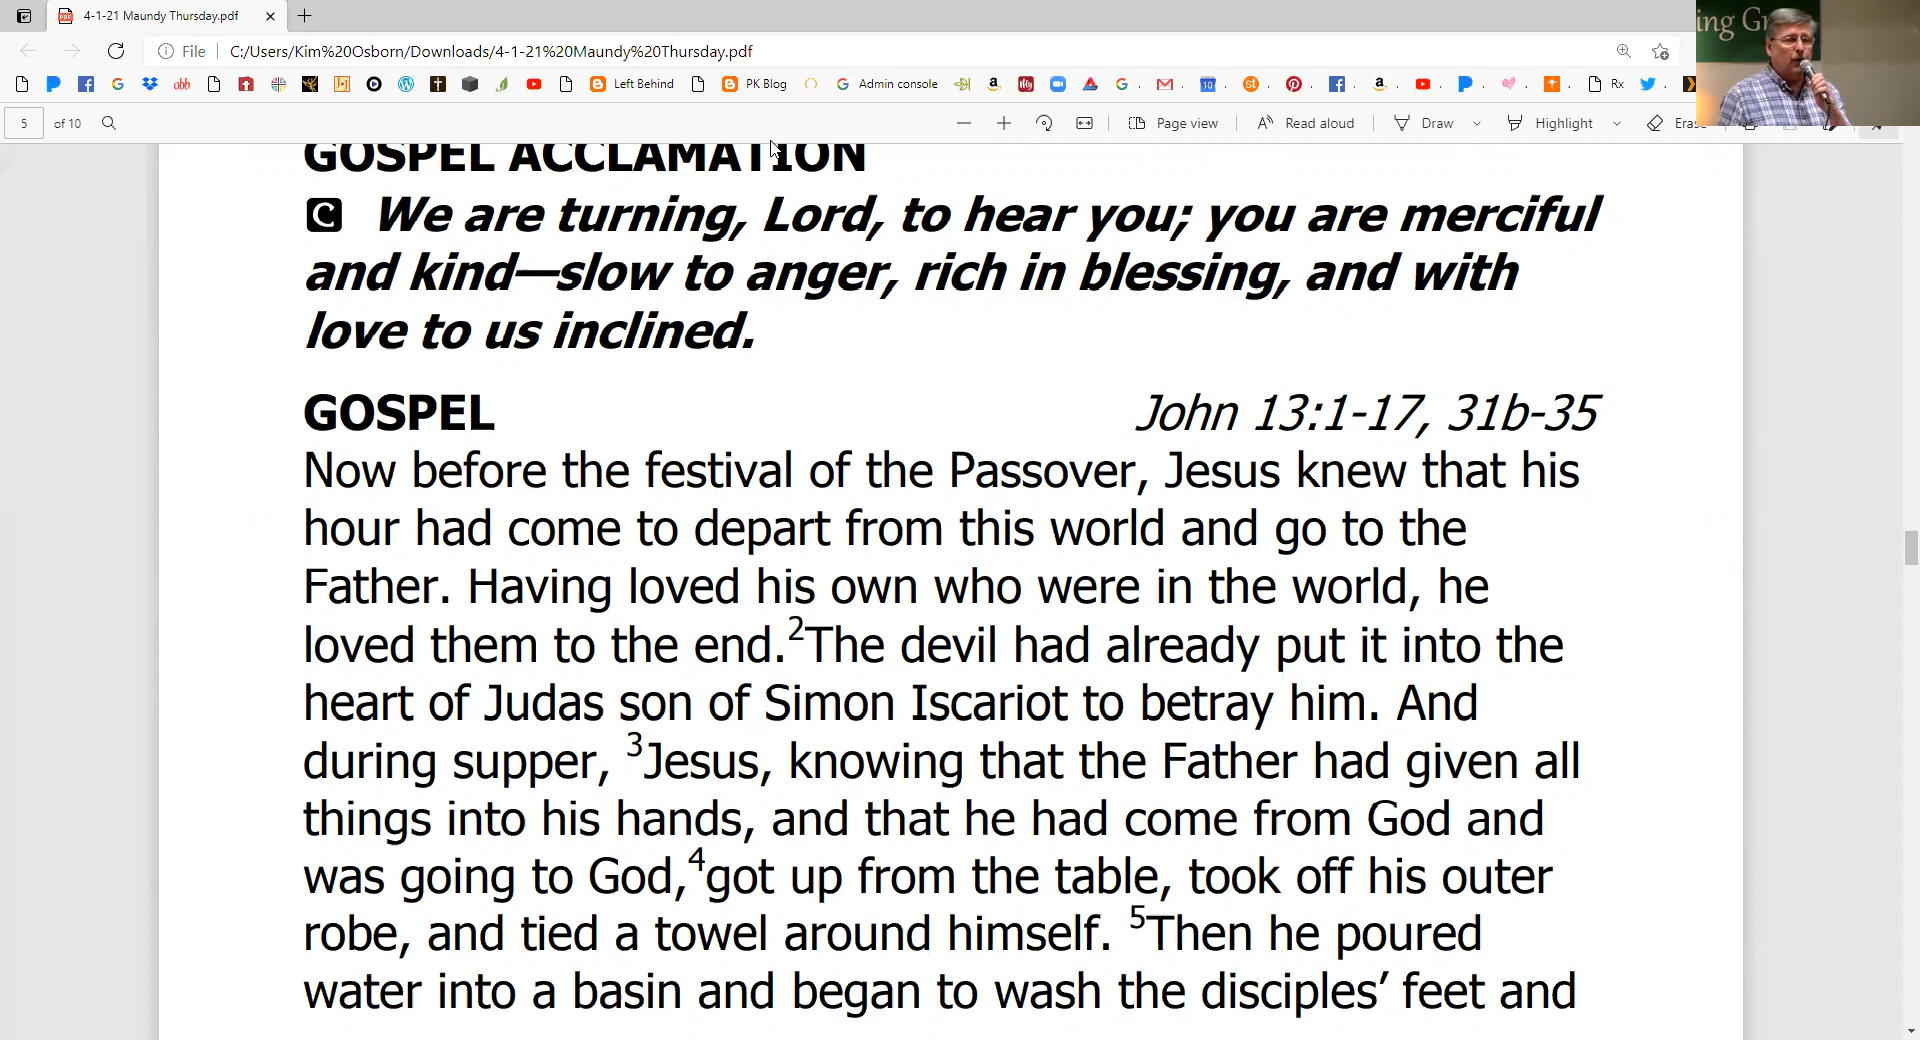 4-1-21 Maundy Thursday.pdf
File C:/Users/Kim%20Osborn/Downloads/4-1-21%20Maundy%20Thursday.pdf
Left Behind PK Blog Admin console Rx
5 of 10 Page view Read aloud Draw Highlight Erase
ing Gr
GOSPEL ACCLAMATION
C We are turning, Lord, to hear you; you are merciful
and kind—slow to anger, rich in blessing, and with
love to us inclined.
GOSPEL John 13:1-17, 31b-35
Now before the festival of the Passover, Jesus knew that his
hour had come to depart from this world and go to the
Father. Having loved his own who were in the world, he
loved them to the end. 2The devil had already put it into the
heart of Judas son of Simon Iscariot to betray him. And
during supper, 3Jesus, knowing that the Father had given all
things into his hands, and that he had come from God and
was going to God, 4got up from the table, took off his outer
robe, and tied a towel around himself. 5Then he poured
water into a basin and began to wash the disciples’ feet and